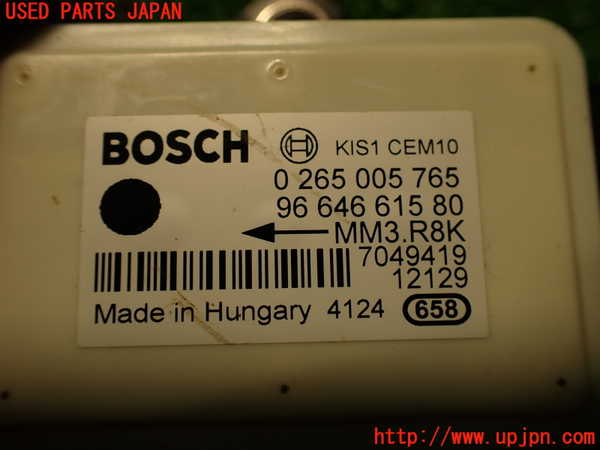 USED PARTS JAPAN
BOSCH KIS1 CEM10
0 265 005 765
96 646 615 80
MM3.R8K
7049419
12129
Made in Hungary 4124 658
http://www.upjpn.com/